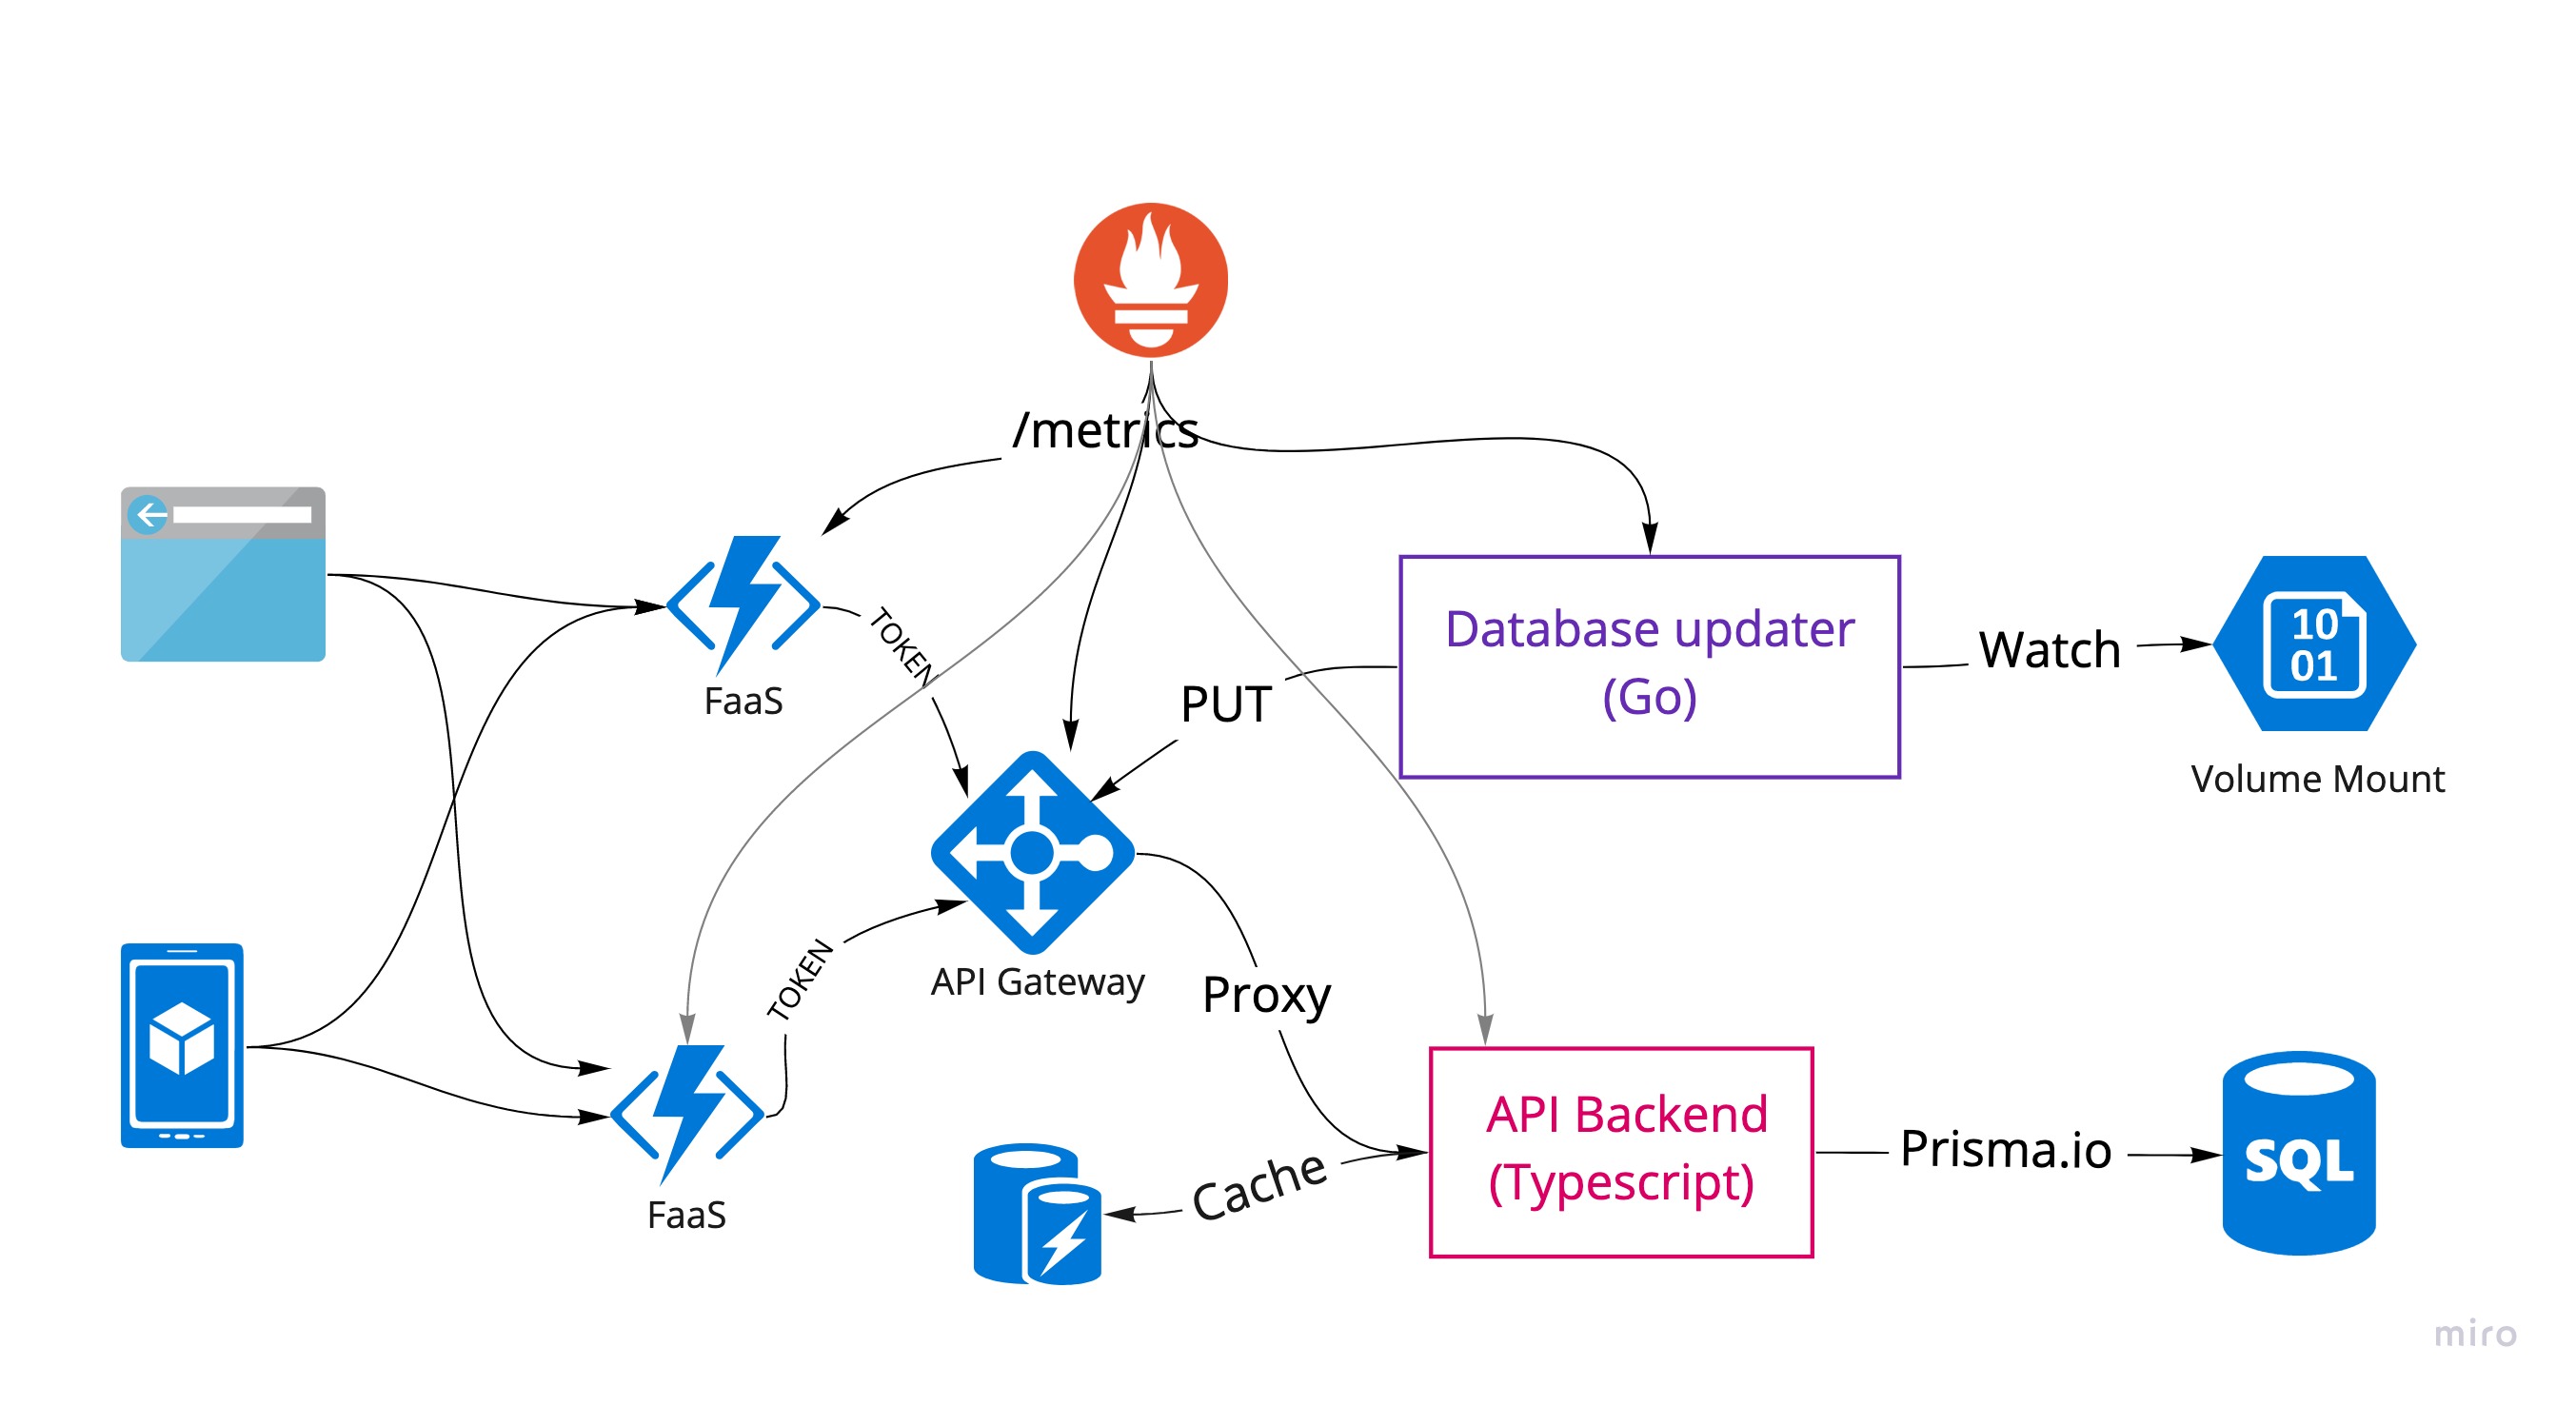 /metrics
FaaS
TOKEN
PUT
Database updater
(Go)
Watch
10
01
Volume Mount
API Gateway
TOKEN
Proxy
FaaS
Cache
API Backend
(Typescript)
Prisma.io
SQL
miro